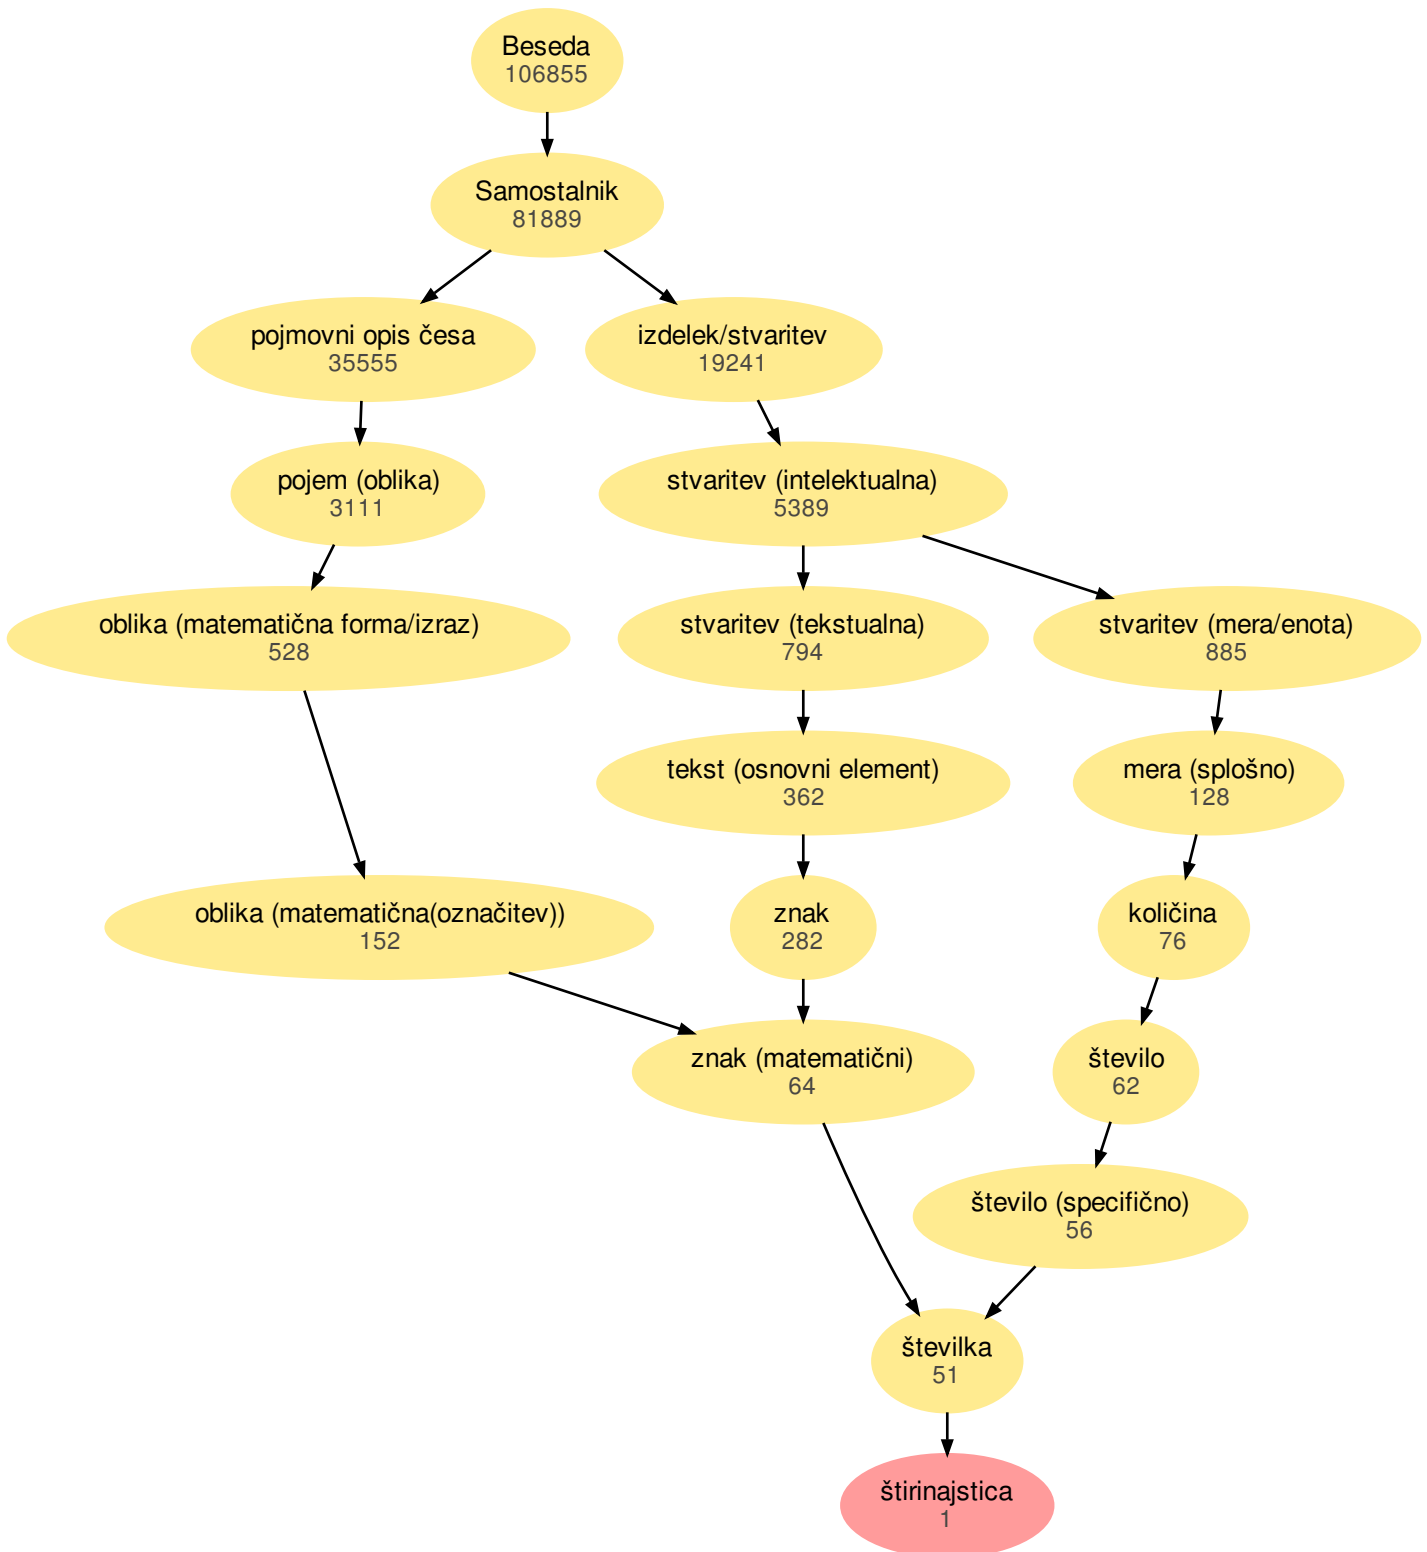 Beseda
106855
Samostalnik
81889
pojmovni opis česa
35555
izdelek/stvaritev
19241
pojem (oblika)
3111
stvaritev (intelektualna)
5389
oblika (matematična forma/izraz)
528
stvaritev (tekstualna)
794
stvaritev (mera/enota)
885
tekst (osnovni element)
362
mera (splošno)
128
oblika (matematična(označitev))
152
znak
282
količina
76
znak (matematični)
64
število
62
število (specifično)
56
številka
51
štirinajstica
1